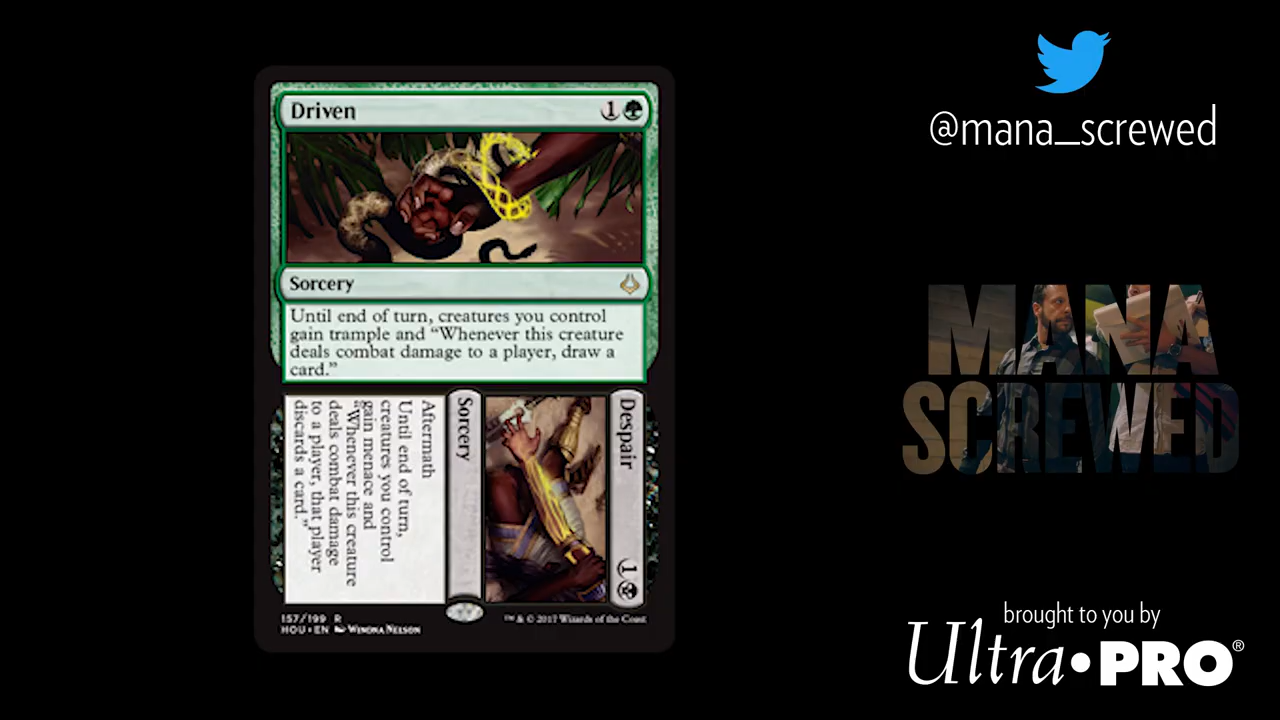 Driven 1
Sorcery
Until end of turn, creatures you control
gain trample and “Whenever this creature
deals combat damage to a player, draw a
card.”
Despair 1
Sorcery
Aftermath
Until end of turn,
creatures you control
gain menace and
“Whenever this creature
deals combat damage
to a player, that player
discards a card.”
157/199 R
HOU • EN Winona Nelson
™ & © 2017 Wizards of the Coast
@mana_screwed
MANA
SCREWED
brought to you by
Ultra•PRO®